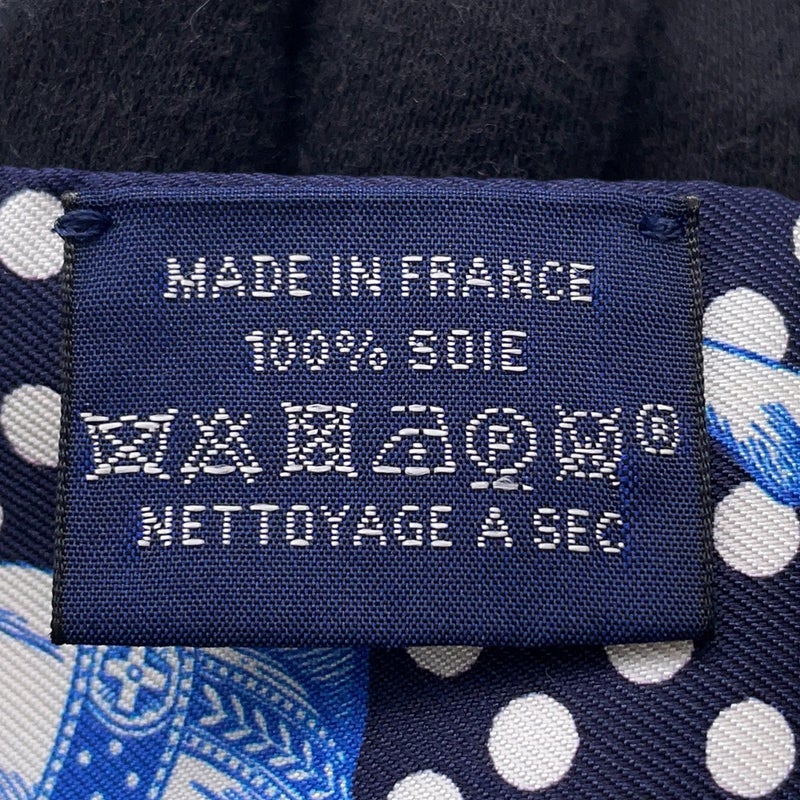 MADE IN FRANCE
100% SOIE
P W ®
NETTOYAGE A SEC